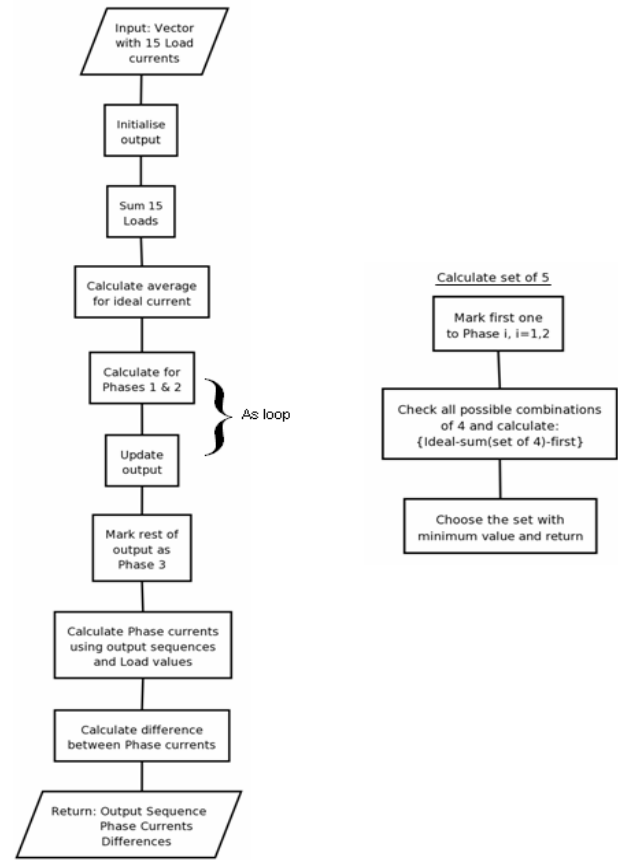 Input: Vector
with 15 Load
currents
Initialise
output
Sum 15
Loads
Calculate average
for ideal current
Calculate for
Phases 1 & 2
As loop
Update
output
Mark rest of
output as
Phase 3
Calculate Phase currents
using output sequences
and Load values
Calculate difference
between Phase currents
Return: Output Sequence
Phase Currents
Differences
Calculate set of 5
Mark first one
to Phase i, i=1,2
Check all possible combinations
of 4 and calculate:
{Ideal-sum(set of 4)-first}
Choose the set with
minimum value and return